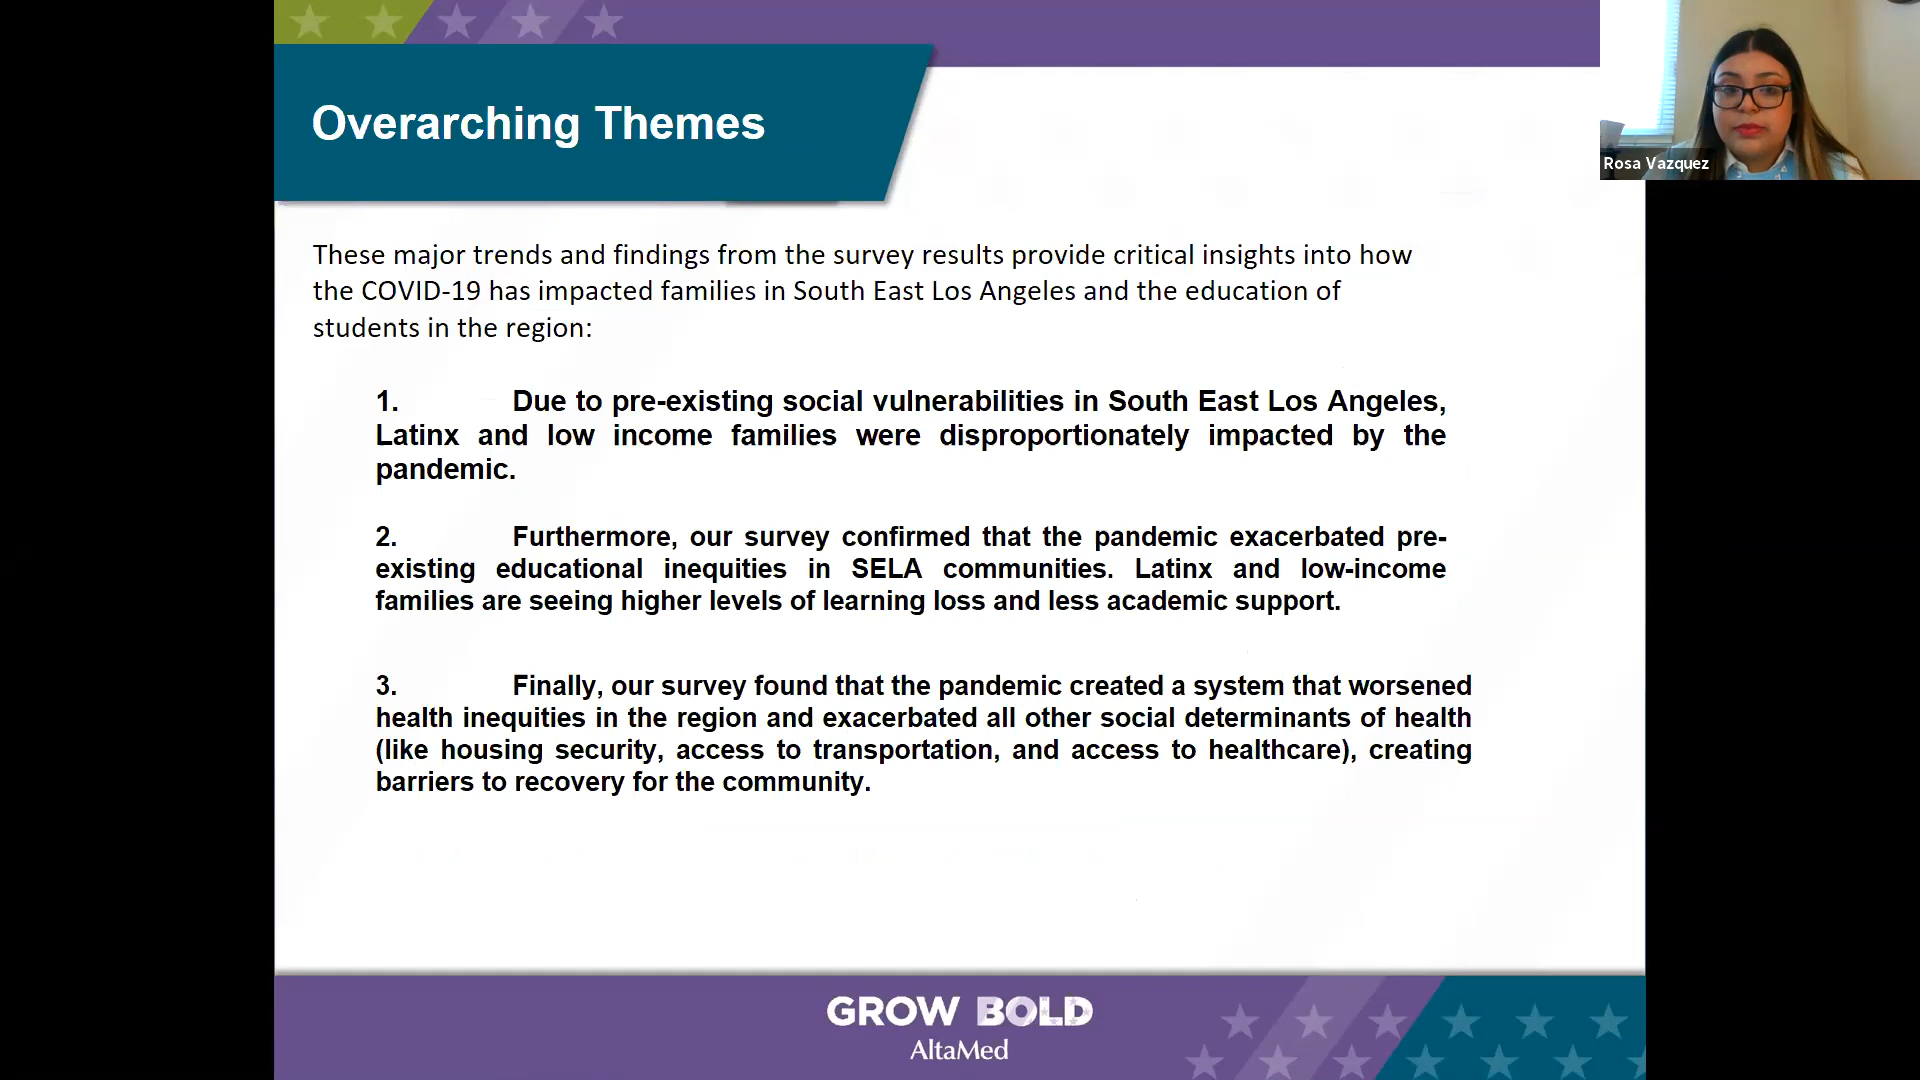 Overarching Themes
Rosa Vazquez
These major trends and findings from the survey results provide critical insights into how
the COVID-19 has impacted families in South East Los Angeles and the education of
students in the region:
1. Due to pre-existing social vulnerabilities in South East Los Angeles,
Latinx and low income families were disproportionately impacted by the
pandemic.
2. Furthermore, our survey confirmed that the pandemic exacerbated pre-
existing educational inequities in SELA communities. Latinx and low-income
families are seeing higher levels of learning loss and less academic support.
3. Finally, our survey found that the pandemic created a system that worsened
health inequities in the region and exacerbated all other social determinants of health
(like housing security, access to transportation, and access to healthcare), creating
barriers to recovery for the community.
GROW BOLD
AltaMed